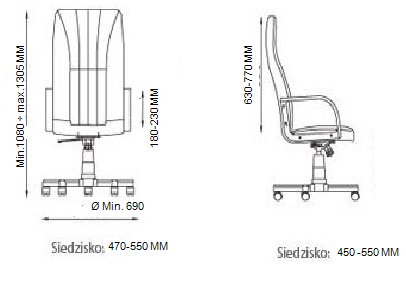 Min.1080 ÷ max.1305 MM
180-230 MM
Ø Min. 690
Siedzisko: 470-550 MM
630-770 MM
Siedzisko: 450-550 MM